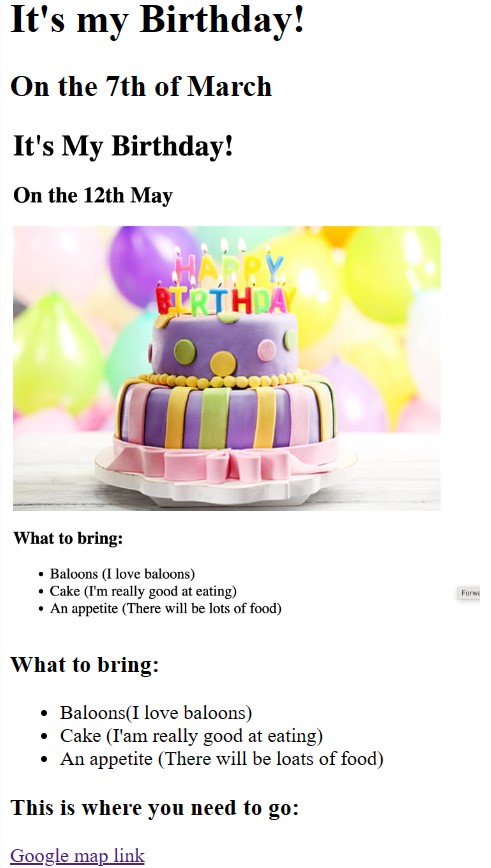 It's my Birthday!
On the 7th of March
It's My Birthday!
On the 12th May
HAPPY
BIRTHDAY
What to bring:
Baloons (I love baloons)
Cake (I'm really good at eating)
An appetite (There will be lots of food)
What to bring:
Baloons(I love baloons)
Cake (I'am really good at eating)
An appetite (There will be loats of food)
This is where you need to go:
Google map link